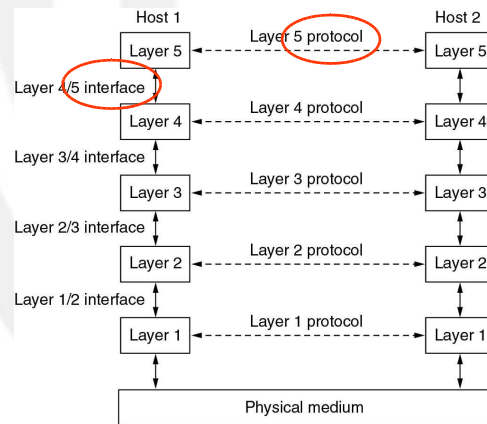 Host 1 Host 2
Layer 5 protocol
Layer 5 Layer 5
Layer 4/5 interface
Layer 4 protocol
Layer 4 Layer 4
Layer 3/4 interface
Layer 3 protocol
Layer 3 Layer 3
Layer 2/3 interface
Layer 2 protocol
Layer 2 Layer 2
Layer 1/2 interface
Layer 1 protocol
Layer 1 Layer 1
Physical medium